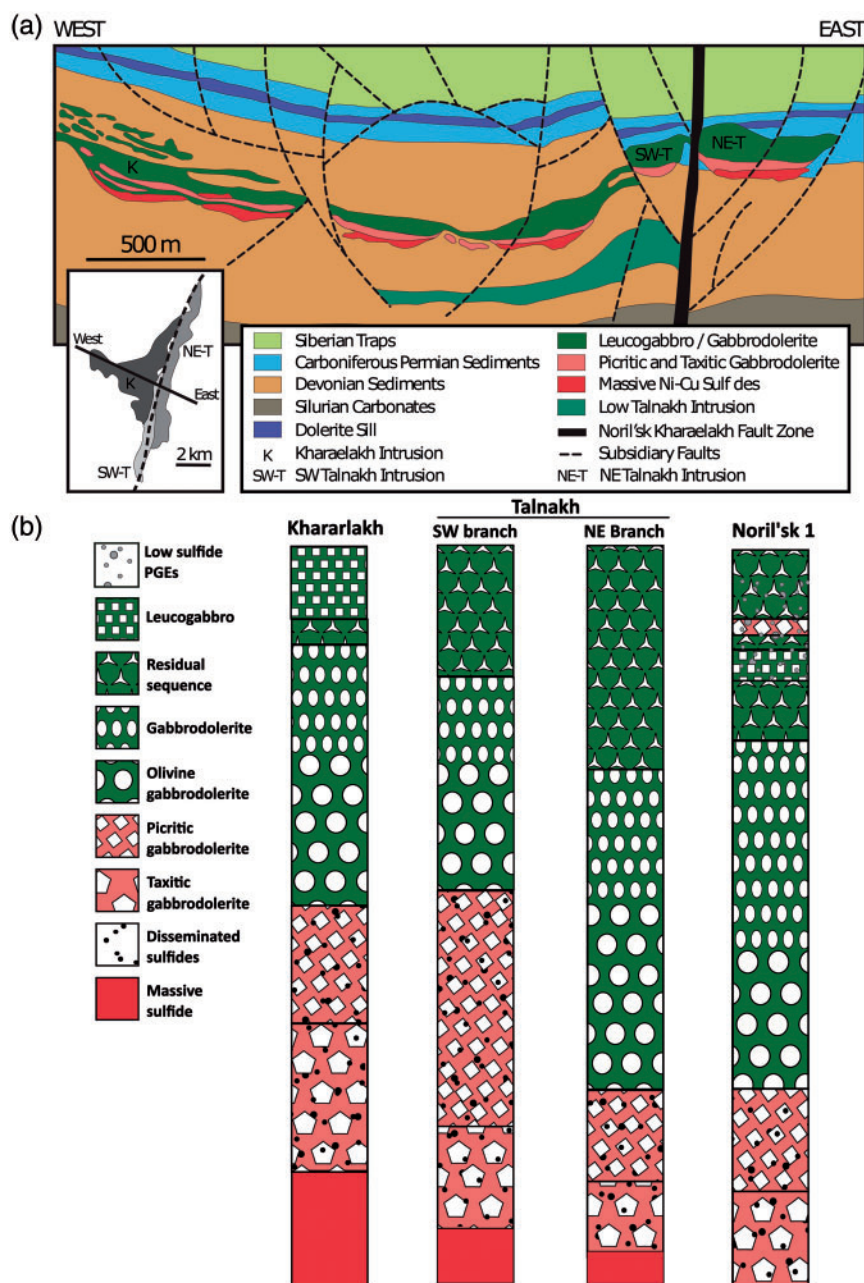 (a)
WEST
EAST
K
SW-T
NE-T
500 m
West
K
NE-T
East
SW-T
2 km
Siberian Traps
Carboniferous Permian Sediments
Devonian Sediments
Silurian Carbonates
Dolerite Sill
K Kharaelakh Intrusion
SW-T SW Talnakh Intrusion
Leucogabbro / Gabbrodolerite
Picritic and Taxitic Gabbrodolerite
Massive Ni-Cu Sulf des
Low Talnakh Intrusion
Noril'sk Kharaelakh Fault Zone
Subsidiary Faults
NE-T NE Talnakh Intrusion
(b)
Talnakh
Khararlakh
SW branch
NE Branch
Noril'sk 1
Low sulfide
PGEs
Leucogabbro
Residual
sequence
Gabbrodolerite
Olivine
gabbrodolerite
Picritic
gabbrodolerite
Taxitic
gabbrodolerite
Disseminated
sulfides
Massive
sulfide